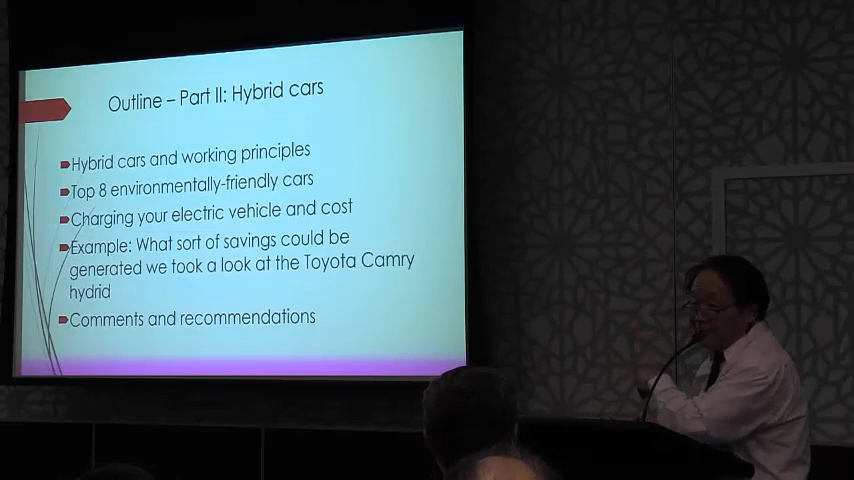 Outline – Part II: Hybrid cars
Hybrid cars and working principles
Top 8 environmentally-friendly cars
Charging your electric vehicle and cost
Example: What sort of savings could be
generated we took a look at the Toyota Camry
hydrid
Comments and recommendations